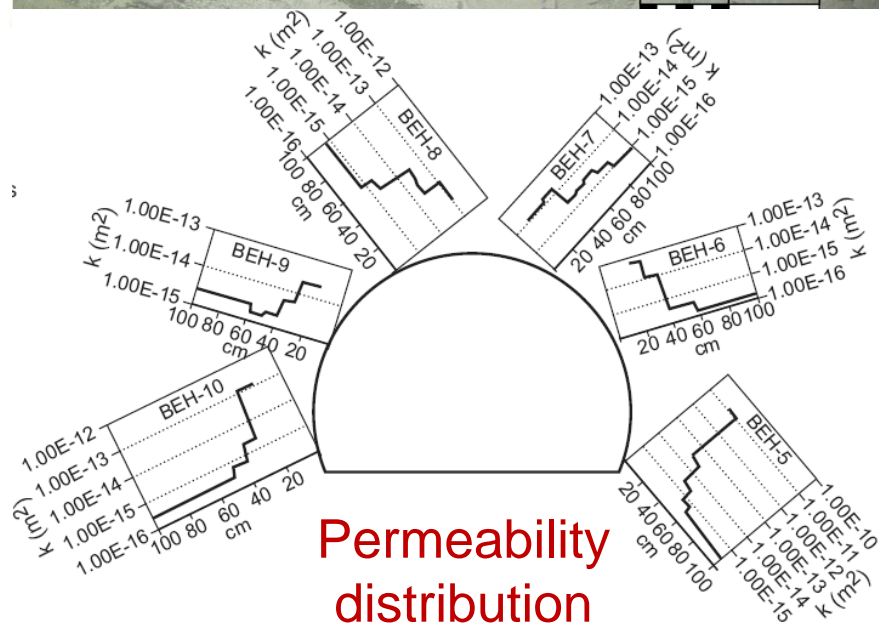 s
k (m2)
1.00E-12
1.00E-13
1.00E-14
1.00E-15
1.00E-16
BEH-8
100 80 60 40 20
cm
1.00E-13
1.00E-14
1.00E-15
1.00E-16
k (m2)
BEH-7
20 40 60 80 100
cm
1.00E-13
1.00E-14
1.00E-15
k (m2)
BEH-9
100 80 60 40 20
cm
1.00E-13
1.00E-14
1.00E-15
1.00E-16
k (m2)
BEH-6
20 40 60 80 100
cm
1.00E-12
1.00E-13
1.00E-14
1.00E-15
1.00E-16
k (m2)
BEH-10
100 80 60 40 20
cm
BEH-5
20 40 60 80 100
cm
1.00E-10
1.00E-11
1.00E-12
1.00E-13
1.00E-14
1.00E-15
k (m2)
Permeability
distribution